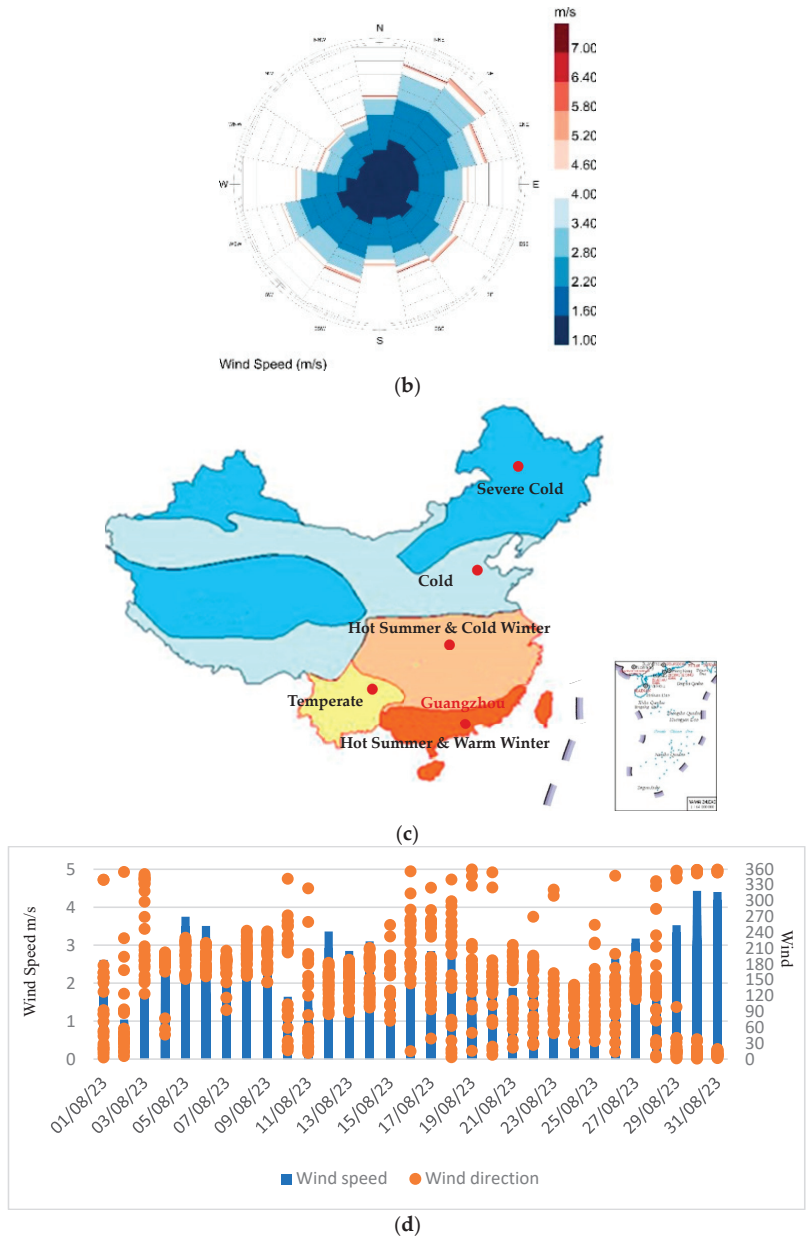 m/s
N
NNE
NE
ENE
W
E
S
7.00
6.40
5.80
5.20
4.60
4.00
3.40
2.80
2.20
1.60
1.00
Wind Speed (m/s)
(b)
Severe Cold
Cold
Hot Summer & Cold Winter
Temperate
Guangzhou
Hot Summer & Warm Winter
(c)
Wind Speed m/s
5
4
3
2
1
0
Wind
360
330
300
270
240
210
180
150
120
90
60
30
0
01/08/23
03/08/23
05/08/23
07/08/23
09/08/23
11/08/23
13/08/23
15/08/23
17/08/23
19/08/23
21/08/23
23/08/23
25/08/23
27/08/23
29/08/23
31/08/23
Wind speed
Wind direction
(d)